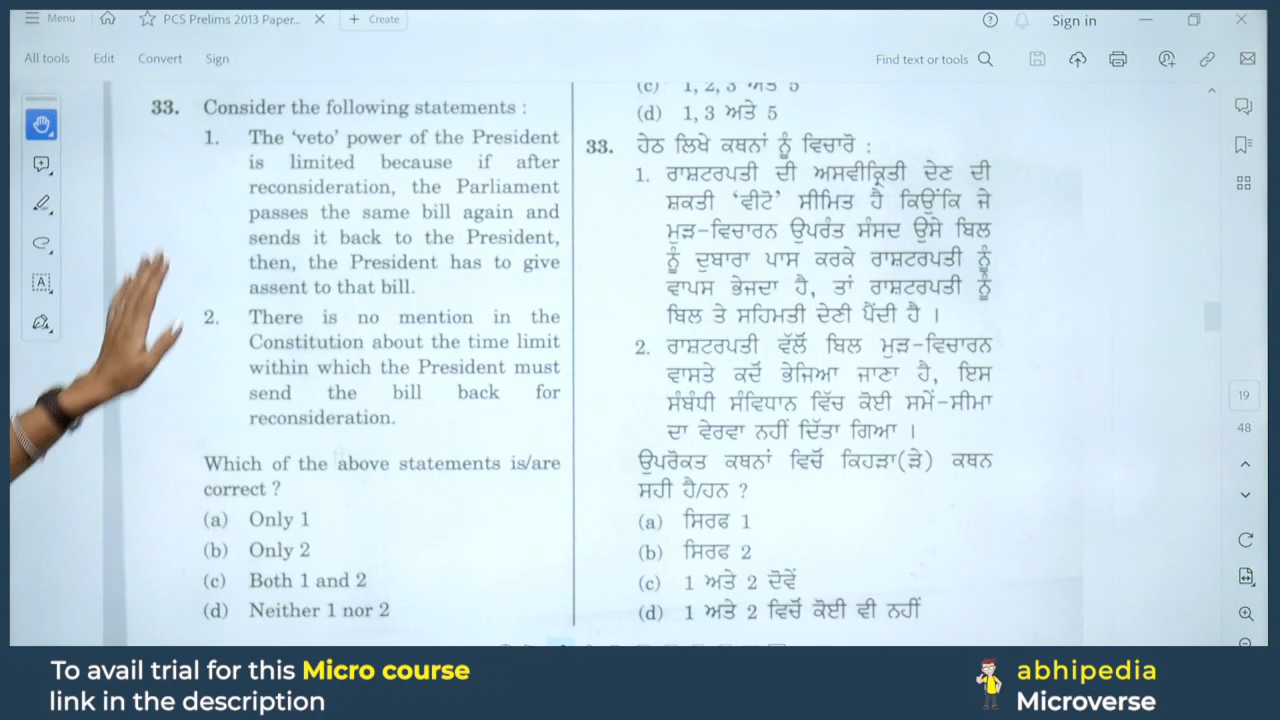 Menu
PCS Prelims 2013 Paper...
Create
Sign in
All tools Edit Convert Sign
Find text or tools
33. Consider the following statements :
1. The 'veto' power of the President
is limited because if after
reconsideration, the Parliament
passes the same bill again and
sends it back to the President,
then, the President has to give
assent to that bill.
2. There is no mention in the
Constitution about the time limit
within which the President must
send the bill back for
reconsideration.
Which of the above statements is/are
correct ?
(a) Only 1
(b) Only 2
(c) Both 1 and 2
(d) Neither 1 nor 2
(c) 1, 2, 3 ਅਤੇ 5
(d) 1, 3 ਅਤੇ 5
33. ਹੇਠ ਲਿਖੇ ਕਥਨਾਂ ਨੂੰ ਵਿਚਾਰੋ :
1. ਰਾਸ਼ਟਰਪਤੀ ਦੀ ਅਸਵੀਕ੍ਰਿਤੀ ਦੇਣ ਦੀ
ਸ਼ਕਤੀ 'ਵੀਟੋ' ਸੀਮਿਤ ਹੈ ਕਿਉਂਕਿ ਜੇ
ਮੁੜ-ਵਿਚਾਰਨ ਉਪਰੰਤ ਸੰਸਦ ਉਸੇ ਬਿਲ
ਨੂੰ ਦੁਬਾਰਾ ਪਾਸ ਕਰਕੇ ਰਾਸ਼ਟਰਪਤੀ ਨੂੰ
ਵਾਪਸ ਭੇਜਦਾ ਹੈ, ਤਾਂ ਰਾਸ਼ਟਰਪਤੀ ਨੂੰ
ਬਿਲ ਤੇ ਸਹਿਮਤੀ ਦੇਣੀ ਪੈਂਦੀ ਹੈ ।
2. ਰਾਸ਼ਟਰਪਤੀ ਵੱਲੋਂ ਬਿਲ ਮੁੜ-ਵਿਚਾਰਨ
ਵਾਸਤੇ ਕਦੋਂ ਭੇਜਿਆ ਜਾਣਾ ਹੈ, ਇਸ
ਸੰਬੰਧੀ ਸੰਵਿਧਾਨ ਵਿੱਚ ਕੋਈ ਸਮੇਂ-ਸੀਮਾ
ਦਾ ਵੇਰਵਾ ਨਹੀਂ ਦਿੱਤਾ ਗਿਆ ।
ਉਪਰੋਕਤ ਕਥਨਾਂ ਵਿਚੋਂ ਕਿਹੜਾ(ੜੇ) ਕਥਨ
ਸਹੀ ਹੈ/ਹਨ ?
(a) ਸਿਰਫ 1
(b) ਸਿਰਫ 2
(c) 1 ਅਤੇ 2 ਦੋਵੇਂ
(d) 1 ਅਤੇ 2 ਵਿਚੋਂ ਕੋਈ ਵੀ ਨਹੀਂ
19
48
To avail trial for this Micro course
link in the description
abhipedia
Microverse